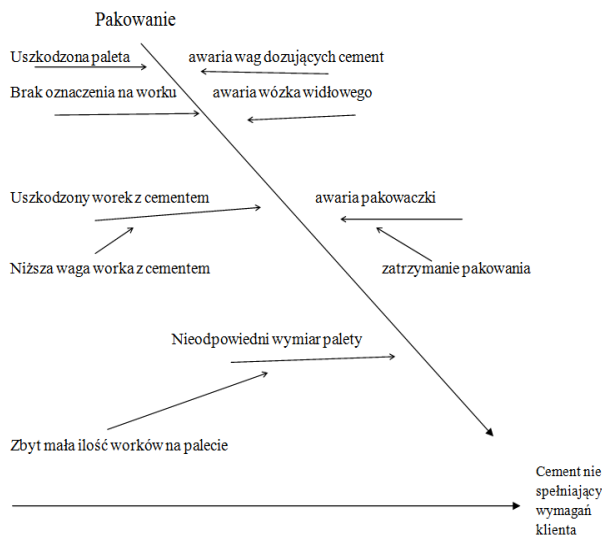 Pakowanie
Uszkodzona paleta
awaria wag dozujących cement
Brak oznaczenia na worku
awaria wózka widłowego
Uszkodzony worek z cementem
awaria pakowaczki
Niższa waga worka z cementem
zatrzymanie pakowania
Nieodpowiedni wymiar palety
Zbyt mała ilość worków na palecie
Cement nie
spełniający
wymagań
klienta